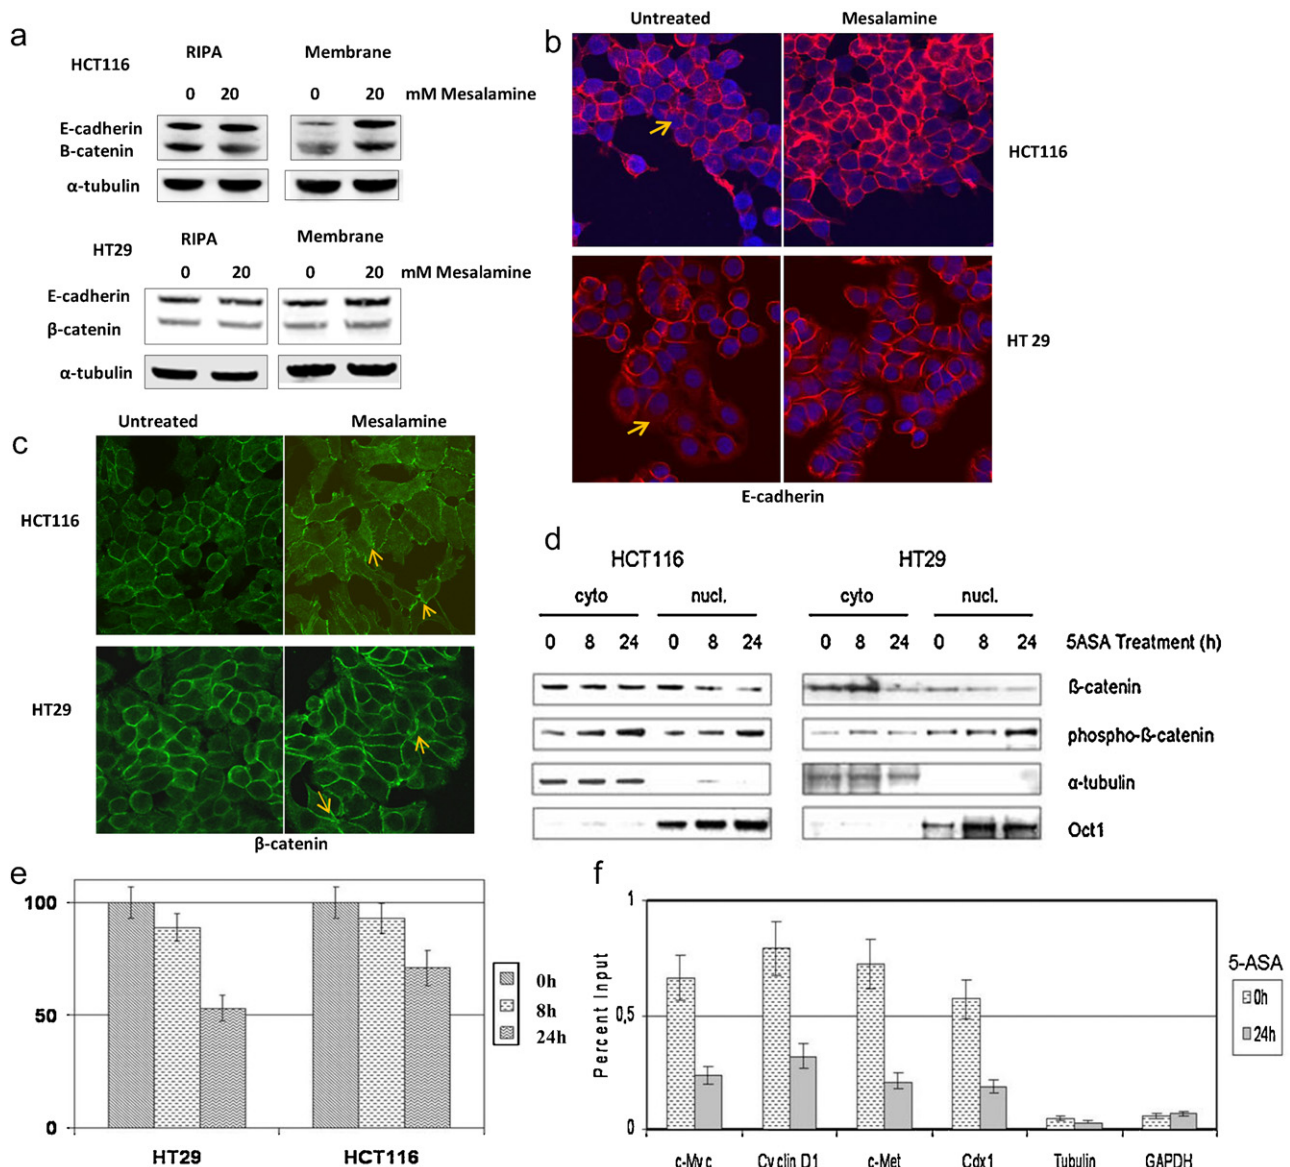 a
RIPA
Membrane
HCT116
0 20 0 20 mM Mesalamine
E-cadherin
B-catenin
α-tubulin
RIPA
Membrane
HT29
0 20 0 20 mM Mesalamine
E-cadherin
β-catenin
α-tubulin
b
Untreated Mesalamine
HCT116
HT 29
E-cadherin
c
Untreated Mesalamine
HCT116
HT29
β-catenin
d
HCT116 HT29
cyto nucl. cyto nucl.
0 8 24 0 8 24 0 8 24 0 8 24 5ASA Treatment (h)
ß-catenin
phospho-ß-catenin
α-tubulin
Oct1
e
100
50
0
HT29 HCT116
0h
8h
24h
f
1
0,5
0
Percent Input
c-Myc Cyclin D1 c-Met Cdx1 Tubulin GAPDH
5-ASA
0h
24h